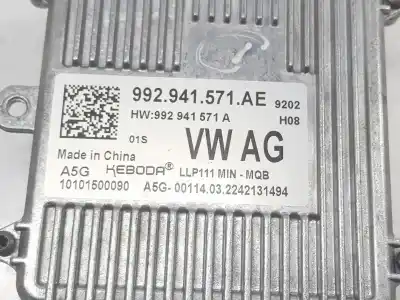 992.941.571.AE 9202
HW:992 941 571 A H08
01S VW AG
Made in China
A5G KEBODA® LLP111 MIN - MQB
10101500090 A5G- 00114.03.2242131494